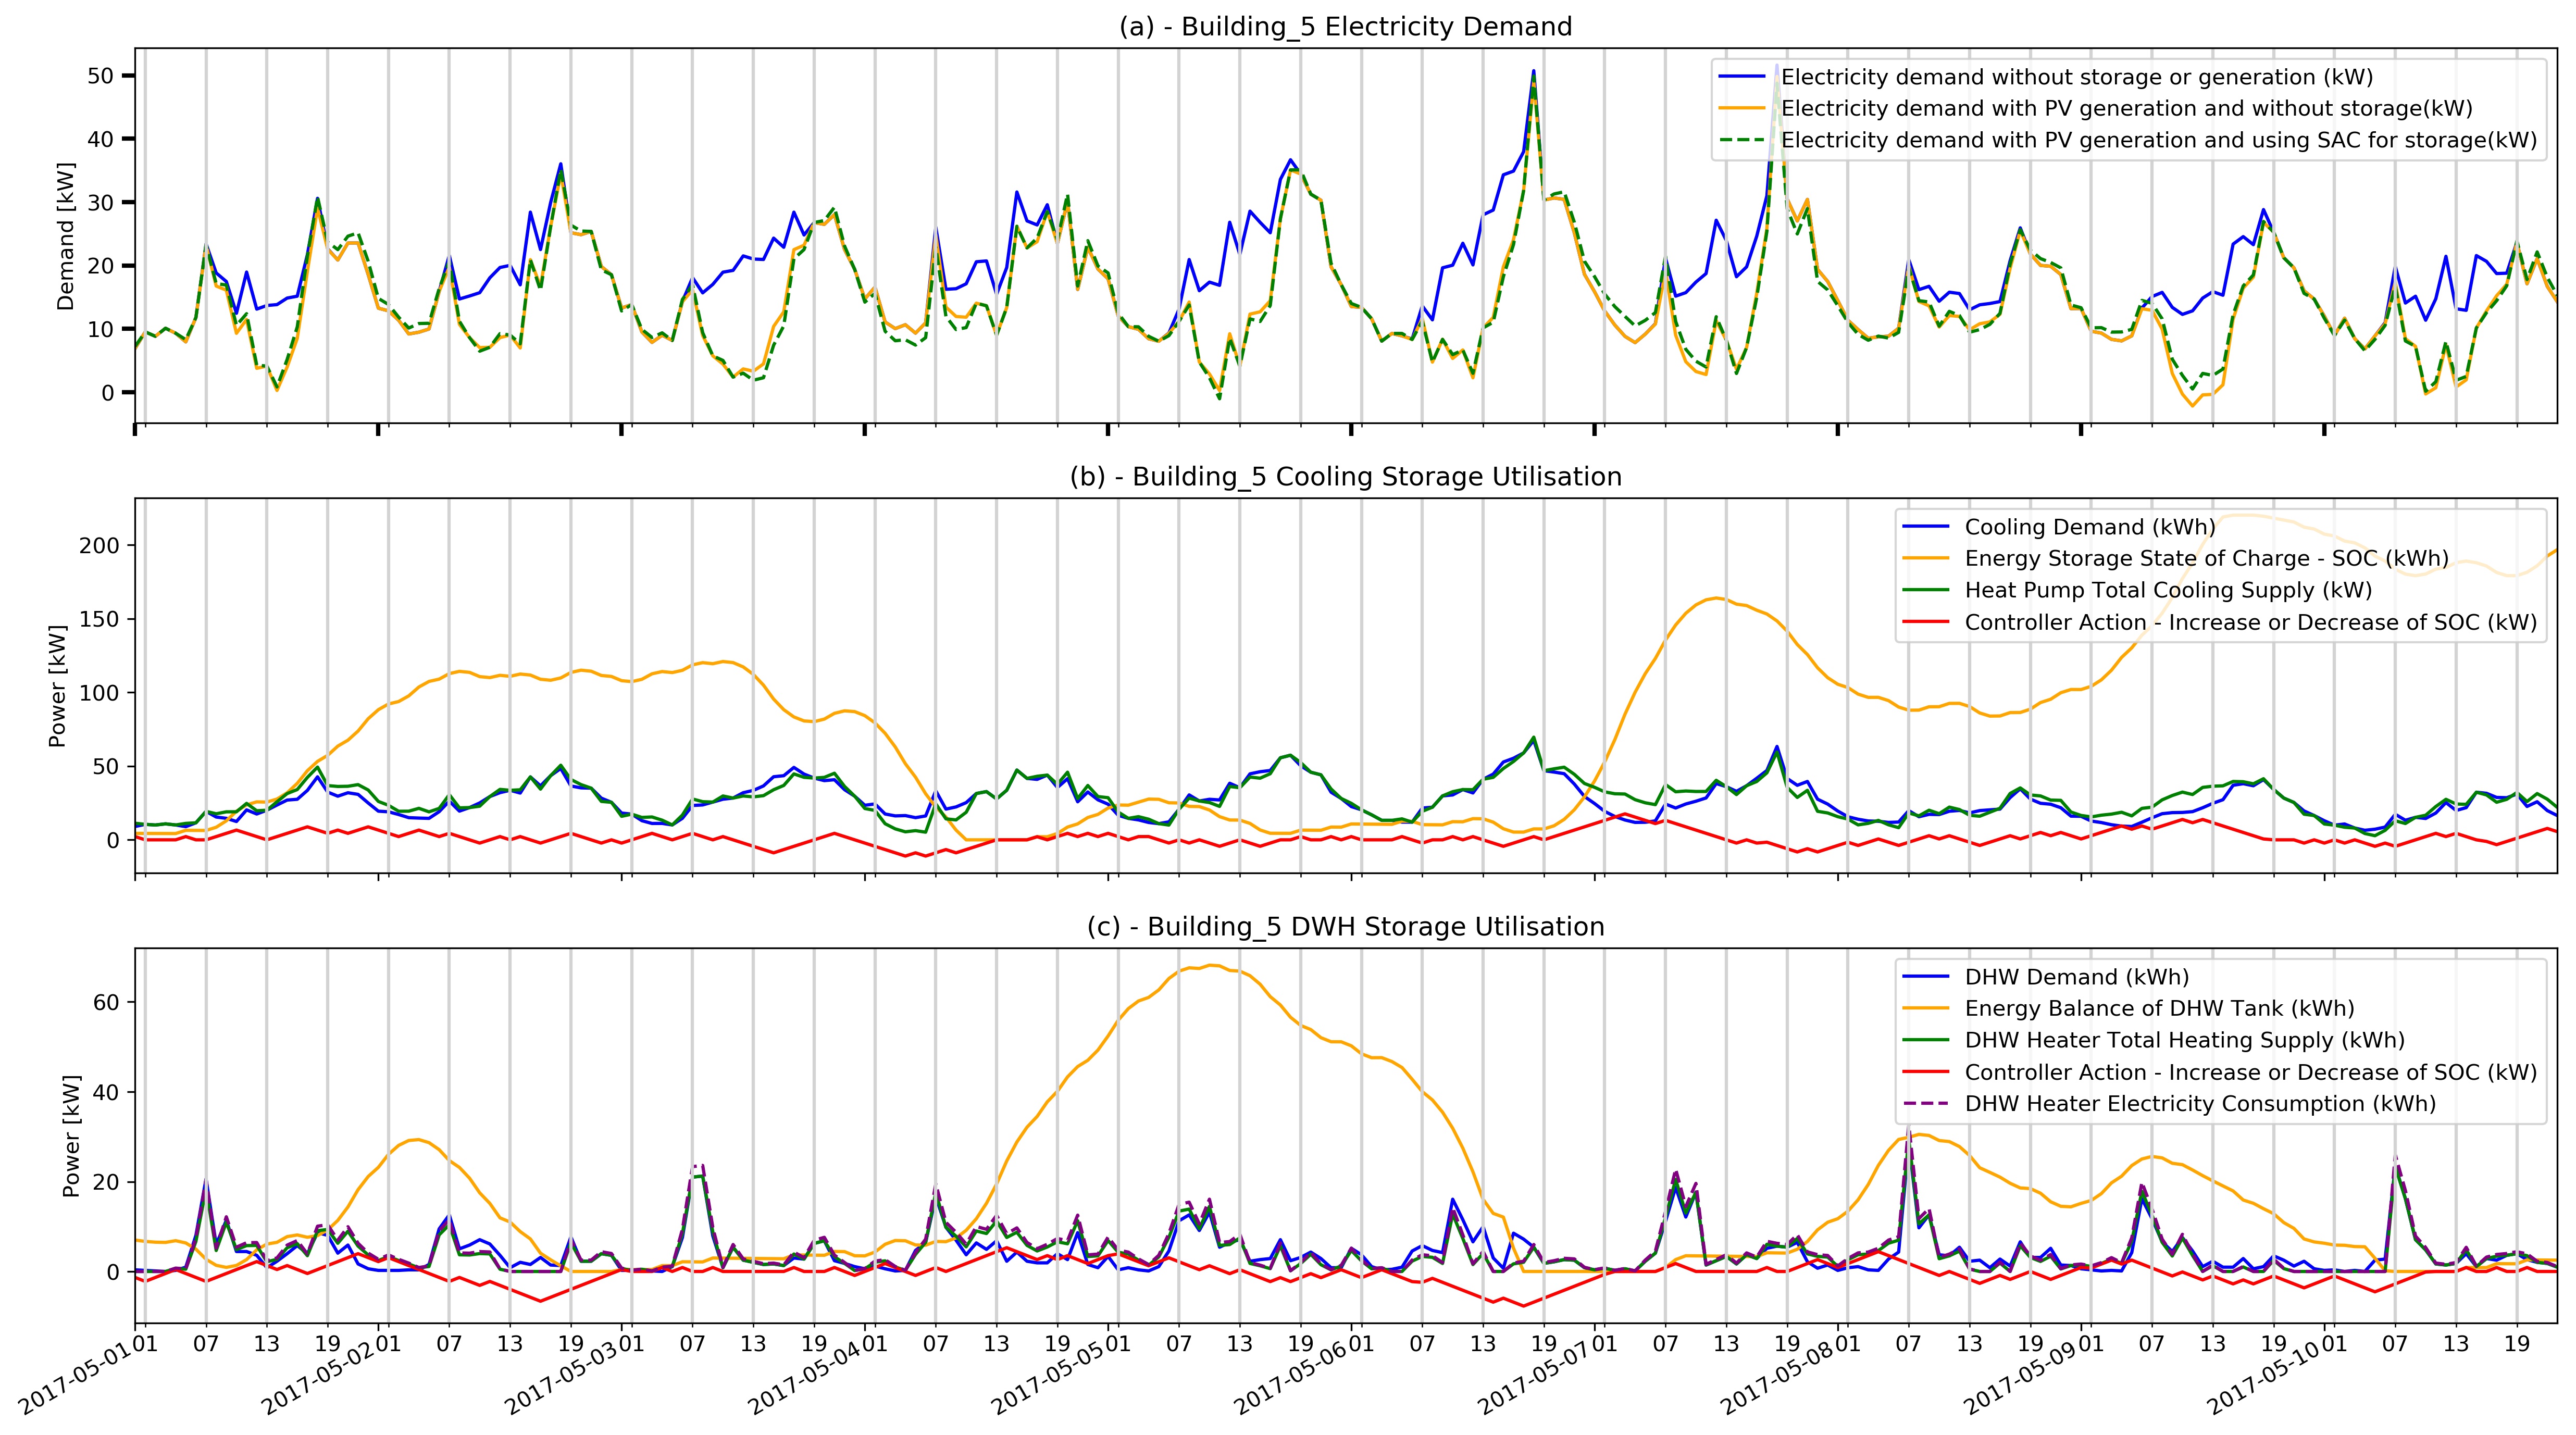 (a) - Building_5 Electricity Demand
Demand [kW]
50
40
30
20
10
0
Electricity demand without storage or generation (kW)
Electricity demand with PV generation and without storage(kW)
Electricity demand with PV generation and using SAC for storage(kW)
(b) - Building_5 Cooling Storage Utilisation
Power [kW]
200
150
100
50
0
Cooling Demand (kWh)
Energy Storage State of Charge - SOC (kWh)
Heat Pump Total Cooling Supply (kW)
Controller Action - Increase or Decrease of SOC (kW)
(c) - Building_5 DWH Storage Utilisation
Power [kW]
60
40
20
0
DHW Demand (kWh)
Energy Balance of DHW Tank (kWh)
DHW Heater Total Heating Supply (kWh)
Controller Action - Increase or Decrease of SOC (kW)
DHW Heater Electricity Consumption (kWh)
01 07 13 19 01 07 13 19 01 07 13 19 01 07 13 19 01 07 13 19 01 07 13 19 01 07 13 19 01 07 13 19 01 07 13 19 01 07 13 19
2017-05-01 2017-05-02 2017-05-03 2017-05-04 2017-05-05 2017-05-06 2017-05-07 2017-05-08 2017-05-09 2017-05-10